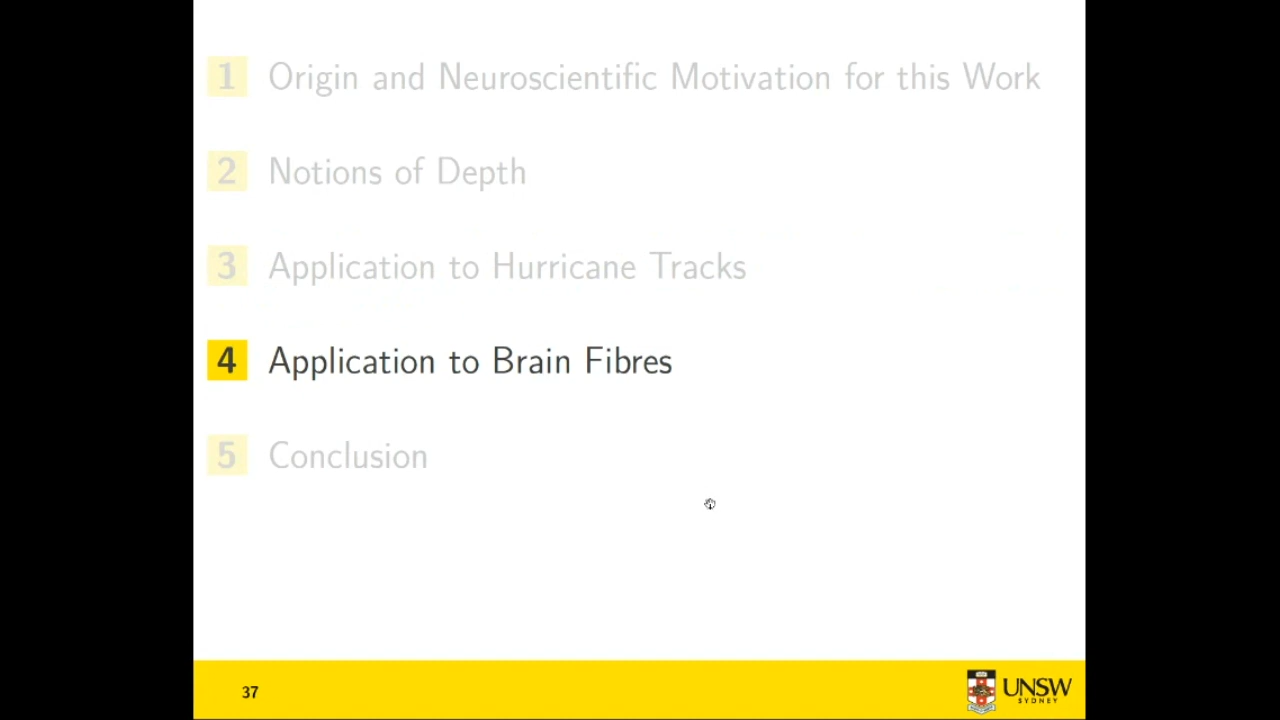 1 Origin and Neuroscientific Motivation for this Work
2 Notions of Depth
3 Application to Hurricane Tracks
4 Application to Brain Fibres
5 Conclusion
37
UNSW
SYDNEY